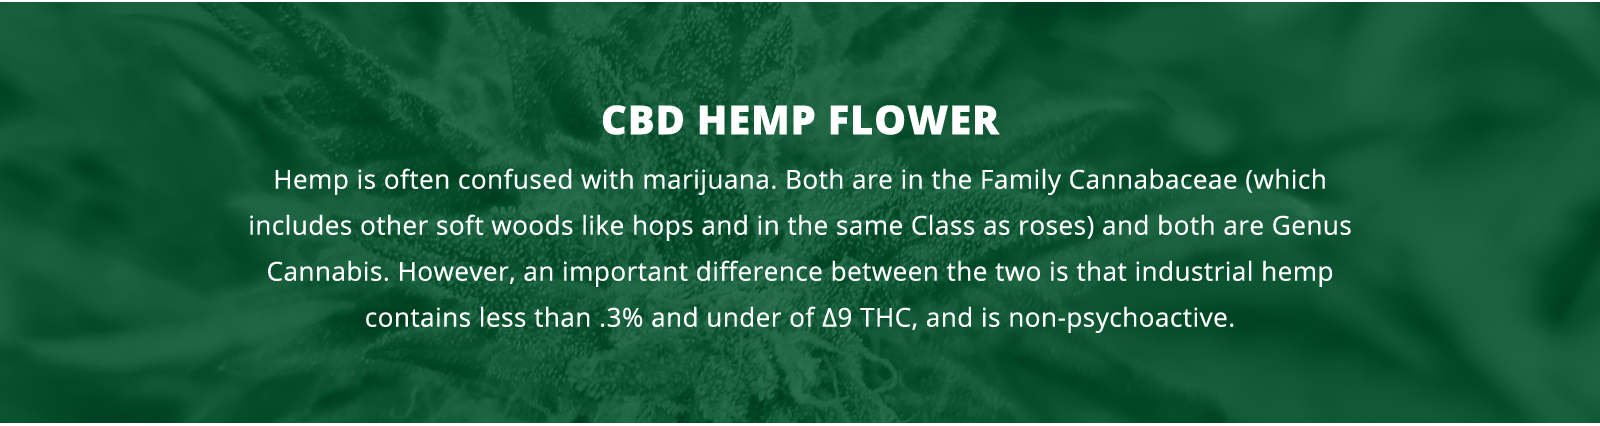 CBD HEMP FLOWER
Hemp is often confused with marijuana. Both are in the Family Cannabaceae (which
includes other soft woods like hops and in the same Class as roses) and both are Genus
Cannabis. However, an important difference between the two is that industrial hemp
contains less than .3% and under of Δ9 THC, and is non-psychoactive.